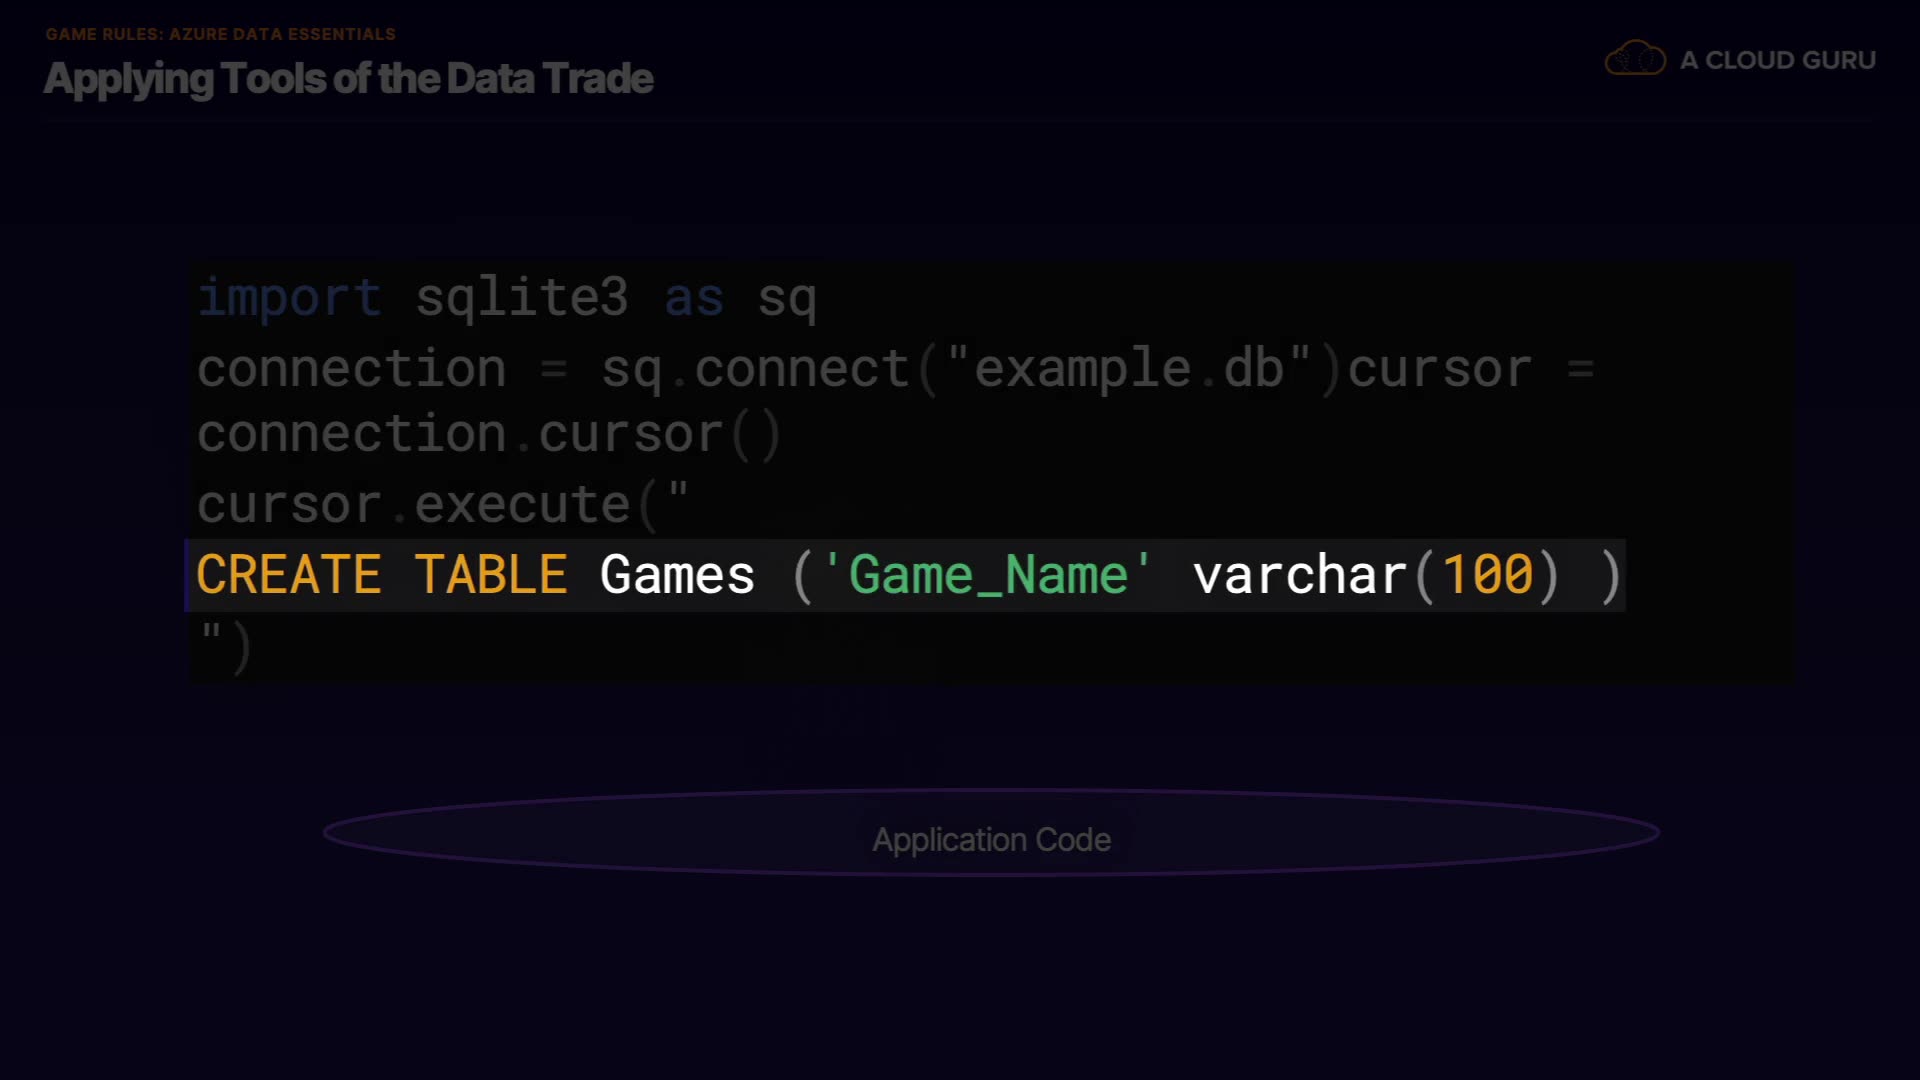 GAME RULES: AZURE DATA ESSENTIALS
Applying Tools of the Data Trade
A CLOUD GURU
import sqlite3 as sq
connection = sq.connect("example.db")cursor =
connection.cursor()
cursor.execute("
CREATE TABLE Games ('Game_Name' varchar(100) )
")
Application Code